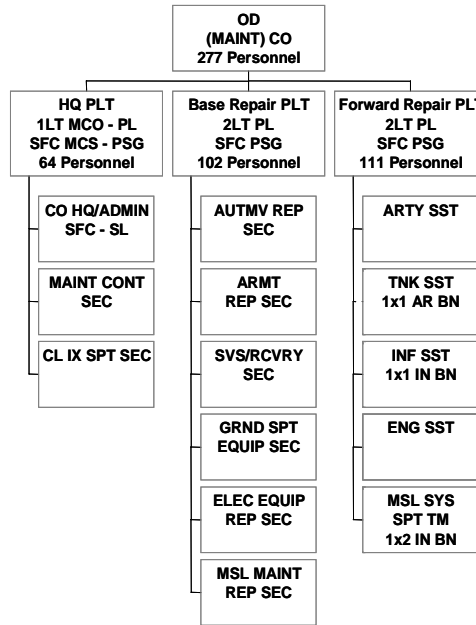 OD
(MAINT) CO
277 Personnel
HQ PLT
1LT MCO - PL
SFC MCS - PSG
64 Personnel
Base Repair PLT
2LT PL
SFC PSG
102 Personnel
Forward Repair PLT
2LT PL
SFC PSG
111 Personnel
CO HQ/ADMIN
SFC - SL
MAINT CONT
SEC
CL IX SPT SEC
AUTMV REP
SEC
ARMT
REP SEC
SVS/RCVRY
SEC
GRND SPT
EQUIP SEC
ELEC EQUIP
REP SEC
MSL MAINT
REP SEC
ARTY SST
TNK SST
1x1 AR BN
INF SST
1x1 IN BN
ENG SST
MSL SYS
SPT TM
1x2 IN BN